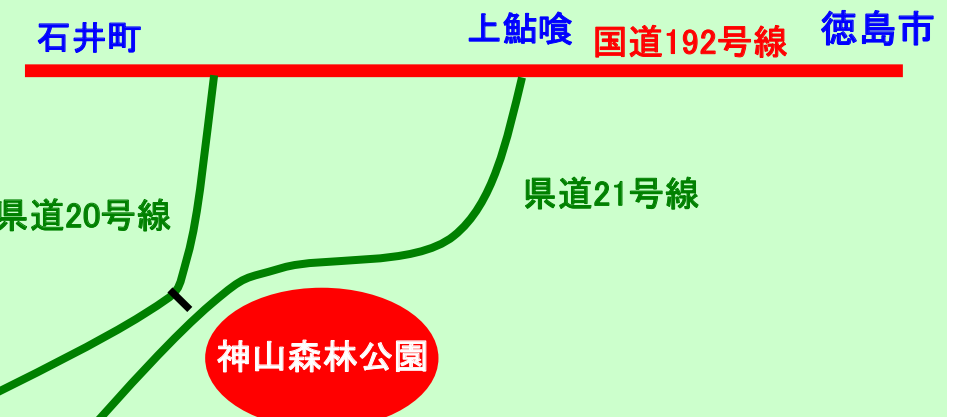 石井町
上鮎喰
国道192号線
徳島市
県道21号線
県道20号線
神山森林公園